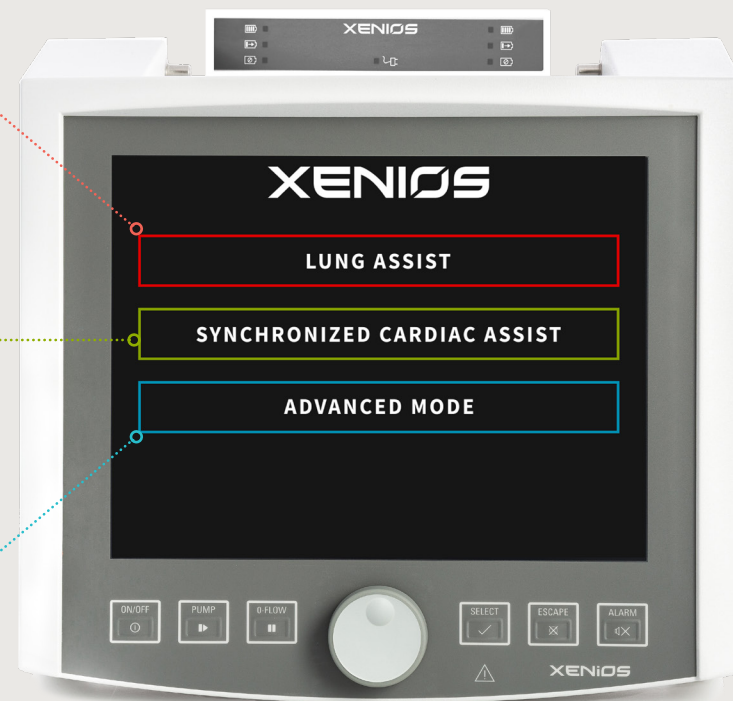 XENIOS
XENIOS
LUNG ASSIST
SYNCHRONIZED CARDIAC ASSIST
ADVANCED MODE
ON/OFF PUMP 0-FLOW SELECT ESCAPE ALARM
XENiOS